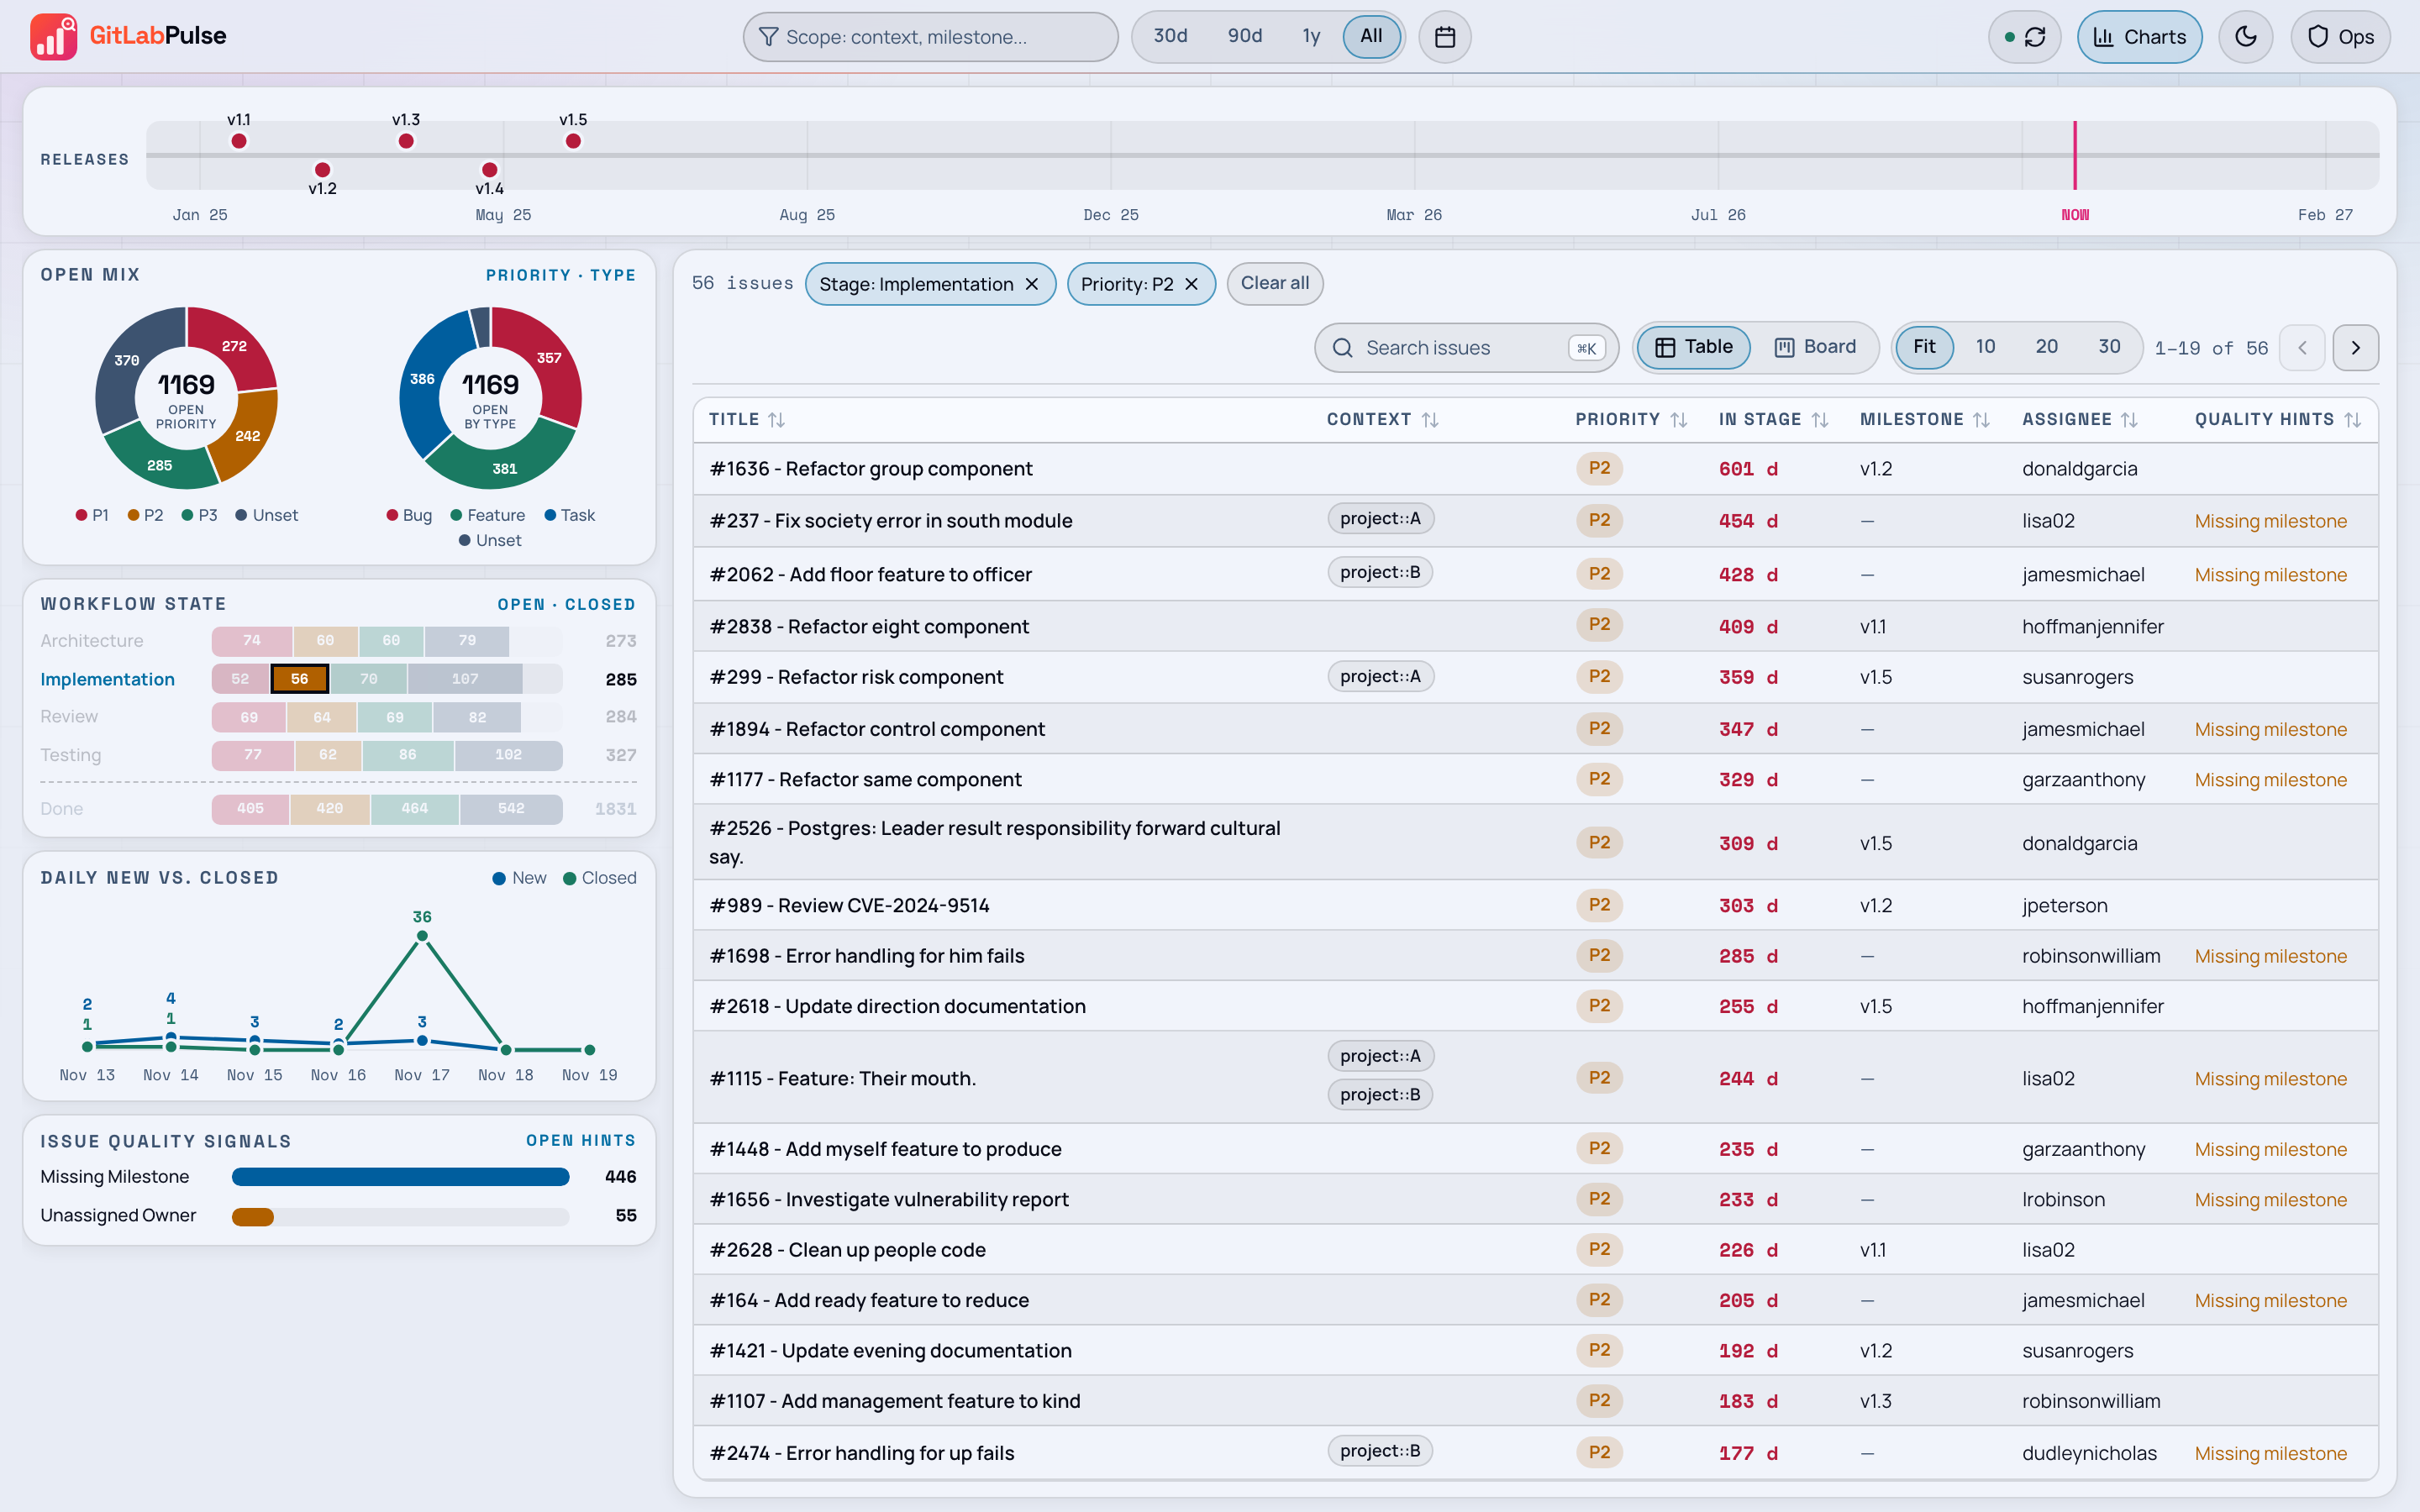 GitLabPulse
Scope: context, milestone...
30d 90d 1y All
Charts
Ops
RELEASES
v1.1 v1.3 v1.5
v1.2 v1.4
Jan 25 May 25 Aug 25 Dec 25 Mar 26 Jul 26 NOW Feb 27
OPEN MIX PRIORITY · TYPE
272
242
285
370
1169
OPEN
PRIORITY
P1 P2 P3 Unset
357
381
386
1169
OPEN
BY TYPE
Bug Feature Task
Unset
WORKFLOW STATE OPEN · CLOSED
Architecture 74 60 60 79 273
Implementation 52 56 70 107 285
Review 69 64 69 82 284
Testing 77 62 86 102 327
Done 405 420 464 542 1831
DAILY NEW VS. CLOSED New Closed
36
2 4
1 1 3 2 3
Nov 13 Nov 14 Nov 15 Nov 16 Nov 17 Nov 18 Nov 19
ISSUE QUALITY SIGNALS OPEN HINTS
Missing Milestone 446
Unassigned Owner 55
56 issues Stage: Implementation Priority: P2 Clear all
Search issues ⌘K Table Board Fit 10 20 30 1–19 of 56
TITLE CONTEXT PRIORITY IN STAGE MILESTONE ASSIGNEE QUALITY HINTS
#1636 - Refactor group component P2 601 d v1.2 donaldgarcia
#237 - Fix society error in south module project::A P2 454 d — lisa02 Missing milestone
#2062 - Add floor feature to officer project::B P2 428 d — jamesmichael Missing milestone
#2838 - Refactor eight component P2 409 d v1.1 hoffmanjennifer
#299 - Refactor risk component project::A P2 359 d v1.5 susanrogers
#1894 - Refactor control component P2 347 d — jamesmichael Missing milestone
#1177 - Refactor same component P2 329 d — garzaanthony Missing milestone
#2526 - Postgres: Leader result responsibility forward cultural
say. P2 309 d v1.5 donaldgarcia
#989 - Review CVE-2024-9514 P2 303 d v1.2 jpeterson
#1698 - Error handling for him fails P2 285 d — robinsonwilliam Missing milestone
#2618 - Update direction documentation P2 255 d v1.5 hoffmanjennifer
#1115 - Feature: Their mouth. project::A P2 244 d — lisa02 Missing milestone
project::B
#1448 - Add myself feature to produce P2 235 d — garzaanthony Missing milestone
#1656 - Investigate vulnerability report P2 233 d — lrobinson Missing milestone
#2628 - Clean up people code P2 226 d v1.1 lisa02
#164 - Add ready feature to reduce P2 205 d — jamesmichael Missing milestone
#1421 - Update evening documentation P2 192 d v1.2 susanrogers
#1107 - Add management feature to kind P2 183 d v1.3 robinsonwilliam
#2474 - Error handling for up fails project::B P2 177 d — dudleynicholas Missing milestone